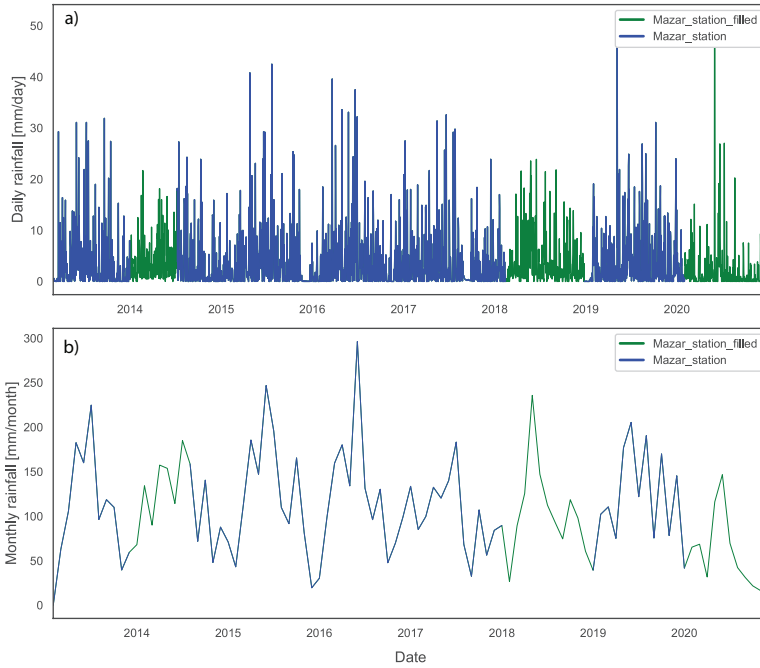 a)
Mazar_station_filled
Mazar_station
Daily rainfall [mm/day]
50
40
30
20
10
0
2014 2015 2016 2017 2018 2019 2020
b)
Mazar_station_filled
Mazar_station
Monthly rainfall [mm/month]
300
250
200
150
100
50
0
2014 2015 2016 2017 2018 2019 2020
Date